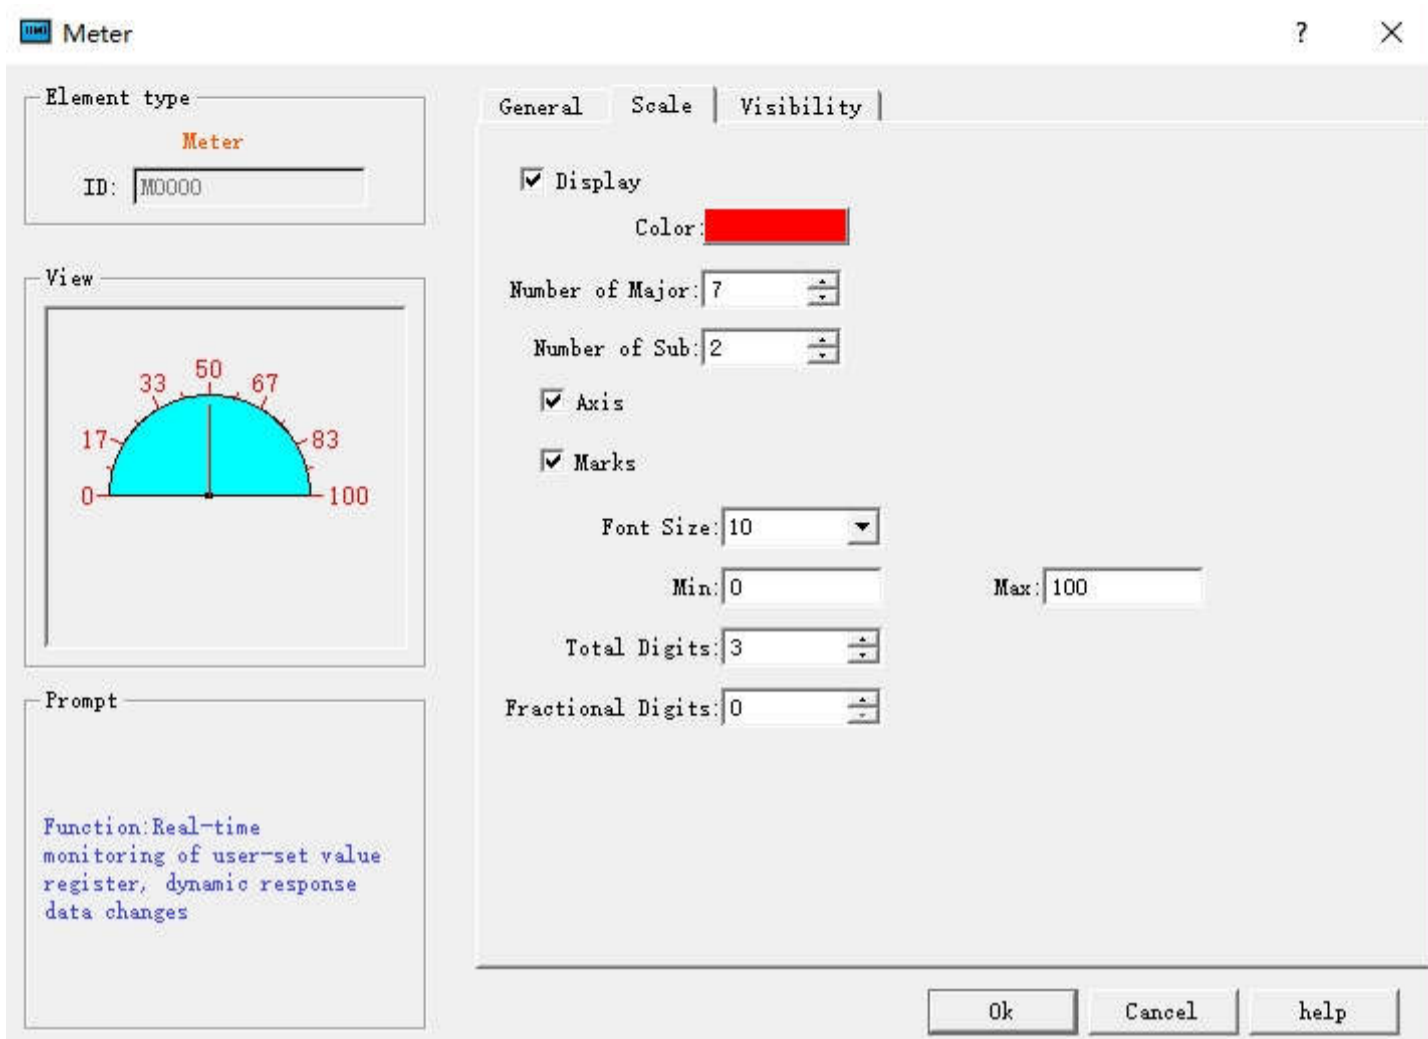 Meter
?
Element type
Meter
ID: M0000
View
0
17
33
50
67
83
100
Prompt
Function:Real-time
monitoring of user-set value
register, dynamic response
data changes
General Scale Visibility
Display
Color:
Number of Major: 7
Number of Sub: 2
Axis
Marks
Font Size: 10
Min: 0 Max: 100
Total Digits: 3
Fractional Digits: 0
Ok Cancel help